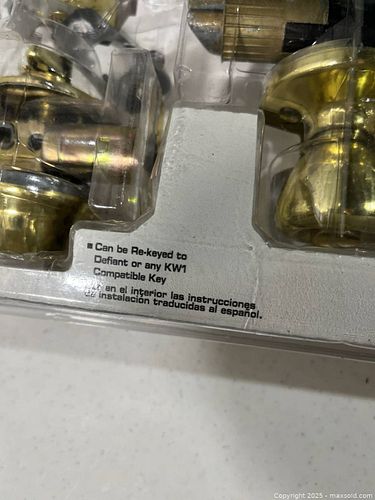 ▪ Can be Re-keyed to
Defiant or any KW1
Compatible Key
en el interior las instrucciones
de instalacion traducidas al español.
Copyright 2025 - maxsold.com